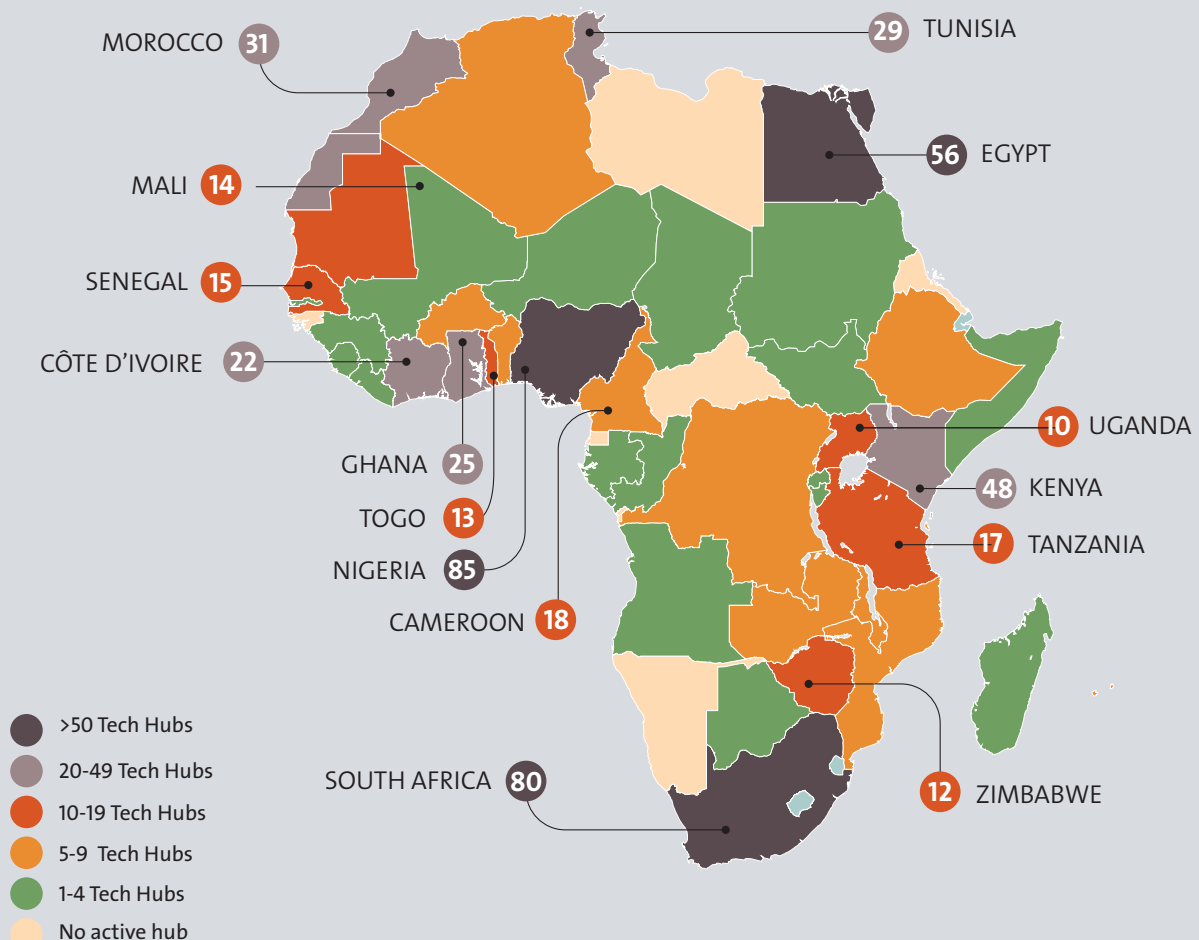 MOROCCO 31
29 TUNISIA
56 EGYPT
MALI 14
SENEGAL 15
CÔTE D'IVOIRE 22
10 UGANDA
GHANA 25
48 KENYA
TOGO 13
17 TANZANIA
NIGERIA 85
CAMEROON 18
SOUTH AFRICA 80
12 ZIMBABWE
>50 Tech Hubs
20-49 Tech Hubs
10-19 Tech Hubs
5-9 Tech Hubs
1-4 Tech Hubs
No active hub